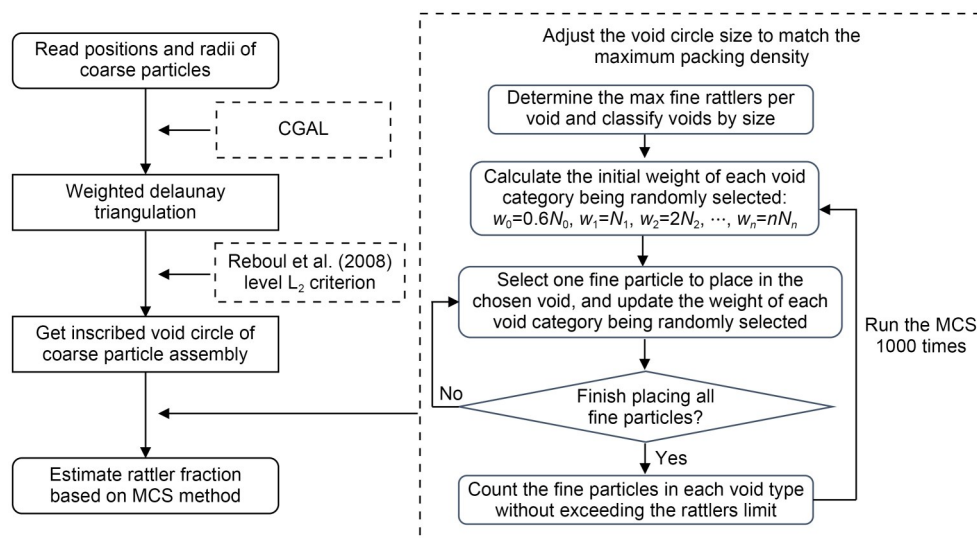 Read positions and radii of
coarse particles
CGAL
Weighted delaunay
triangulation
Reboul et al. (2008)
level L₂ criterion
Get inscribed void circle of
coarse particle assembly
Estimate rattler fraction
based on MCS method
Adjust the void circle size to match the
maximum packing density
Determine the max fine rattlers per
void and classify voids by size
Calculate the initial weight of each void
category being randomly selected:
w₀=0.6N₀, w₁=N₁, w₂=2N₂, ···, wₙ=nNₙ
Select one fine particle to place in the
chosen void, and update the weight of each
void category being randomly selected
No
Finish placing all
fine particles?
Yes
Count the fine particles in each void type
without exceeding the rattlers limit
Run the MCS
1000 times